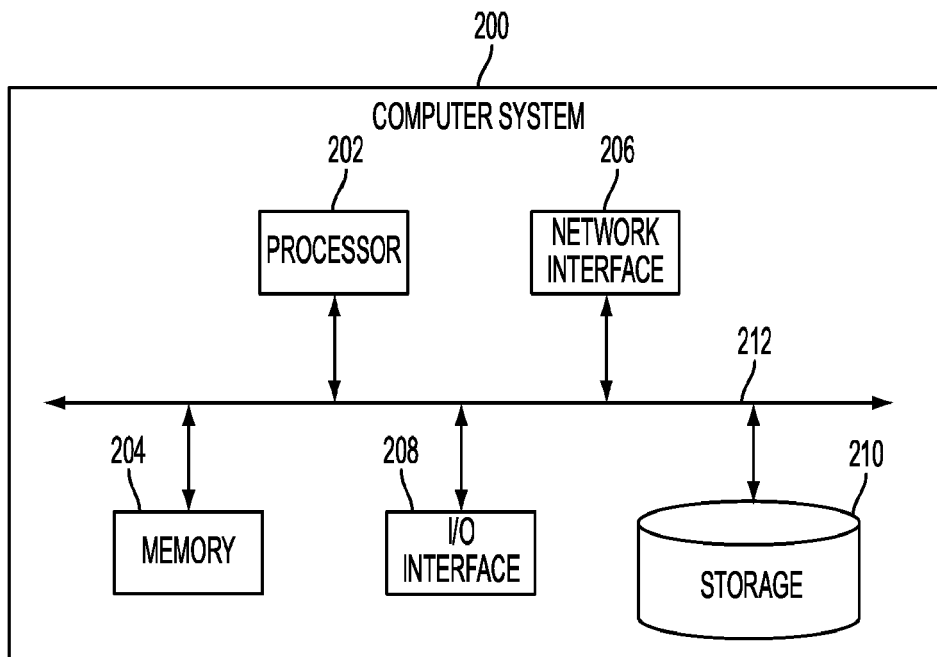 200
COMPUTER SYSTEM
202
206
PROCESSOR
NETWORK
INTERFACE
212
204
208
210
MEMORY
I/O
INTERFACE
STORAGE